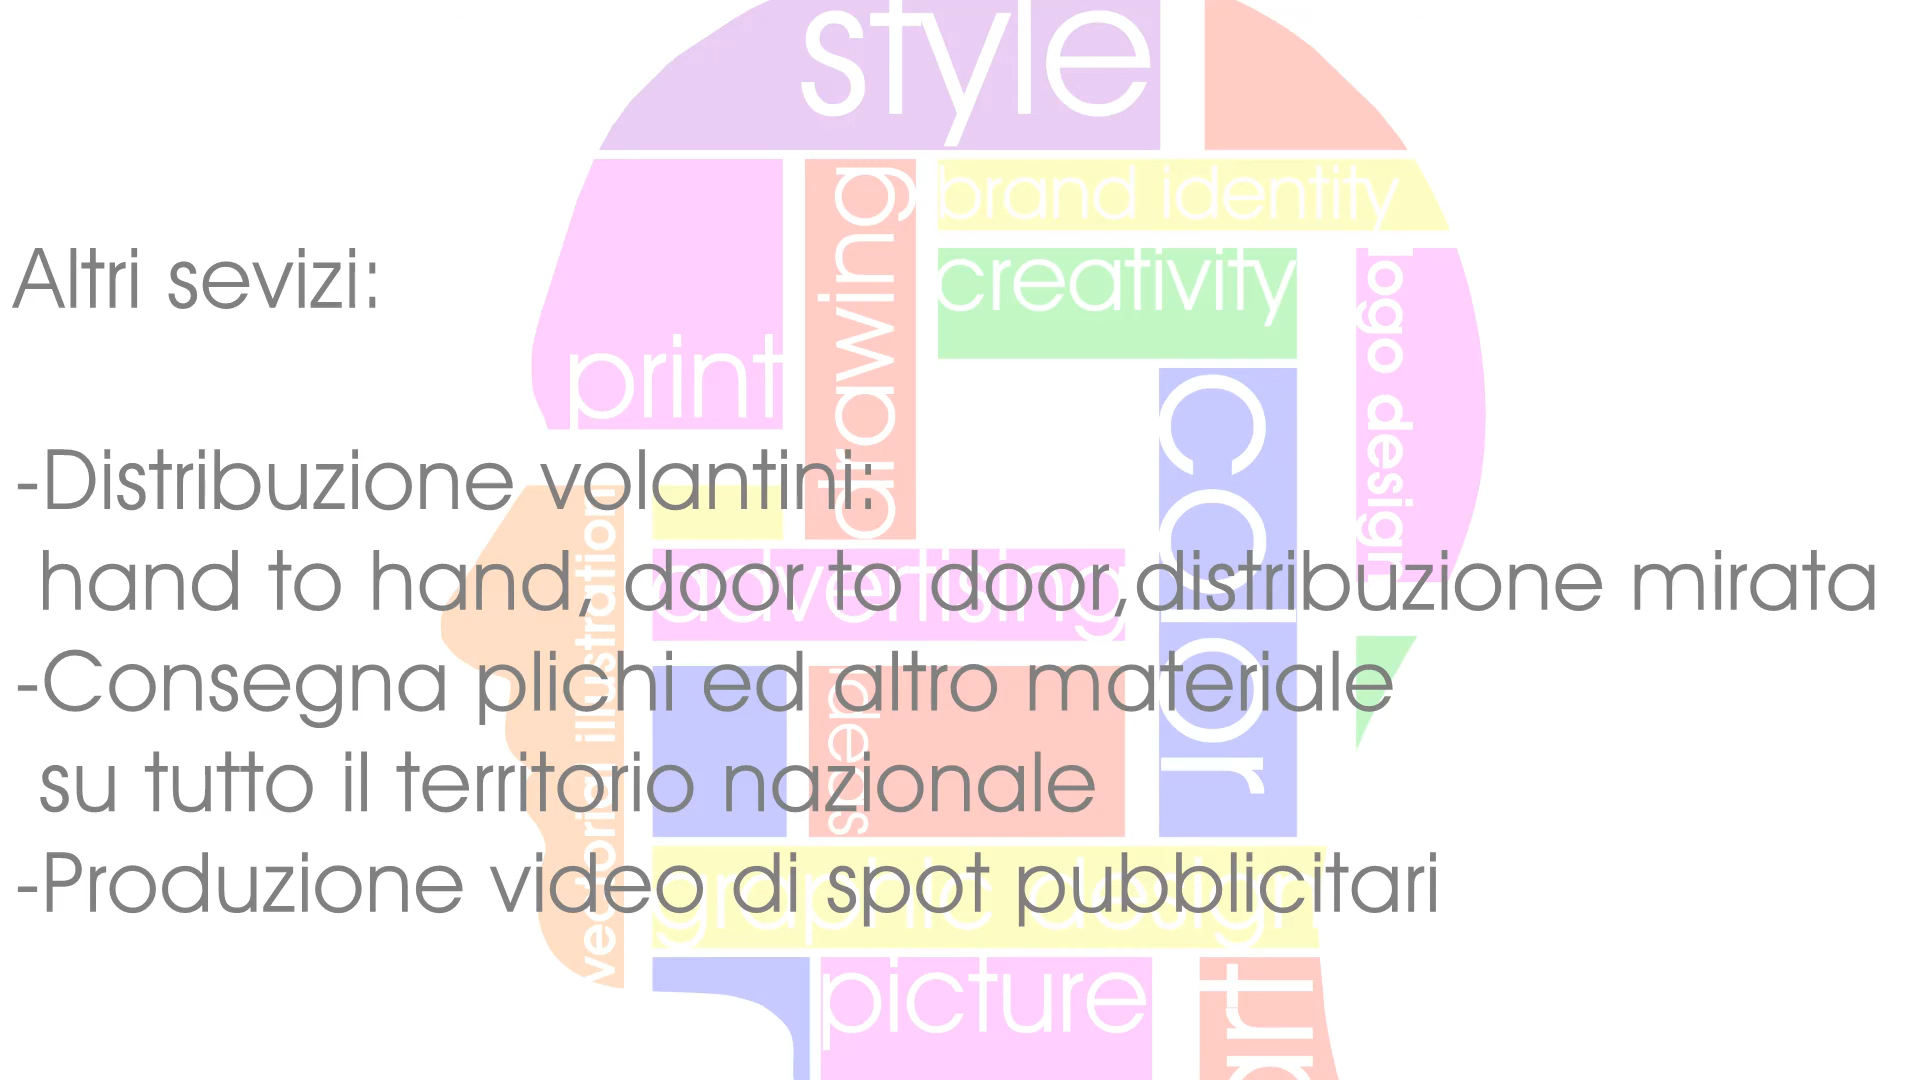 style
brand identity
creativity
drawing
logo design
print
color
Altri sevizi:
-Distribuzione volantini:
hand to hand, door to door,distribuzione mirata
-Consegna plichi ed altro materiale
su tutto il territorio nazionale
-Produzione video di spot pubblicitari
advertising
vectorial illustration
ideas
graphic design
picture
art